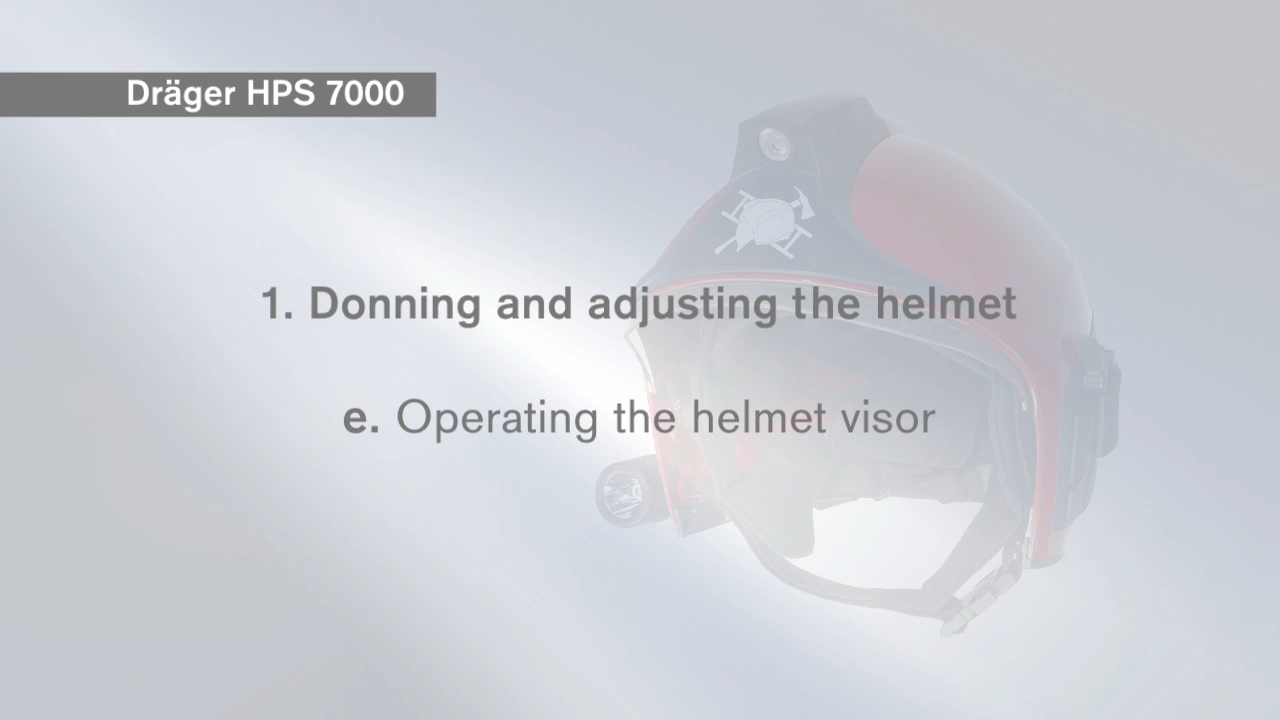 Dräger HPS 7000
1. Donning and adjusting the helmet
e. Operating the helmet visor